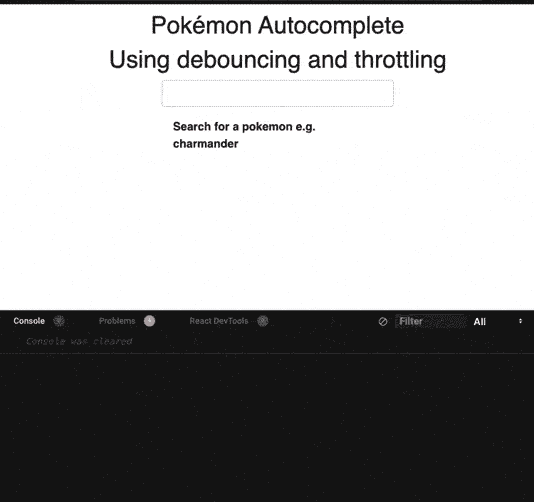 Pokémon Autocomplete
Using debouncing and throttling
Search for a pokemon e.g.
charmander
Console Problems React DevTools Filter All
Console was cleared